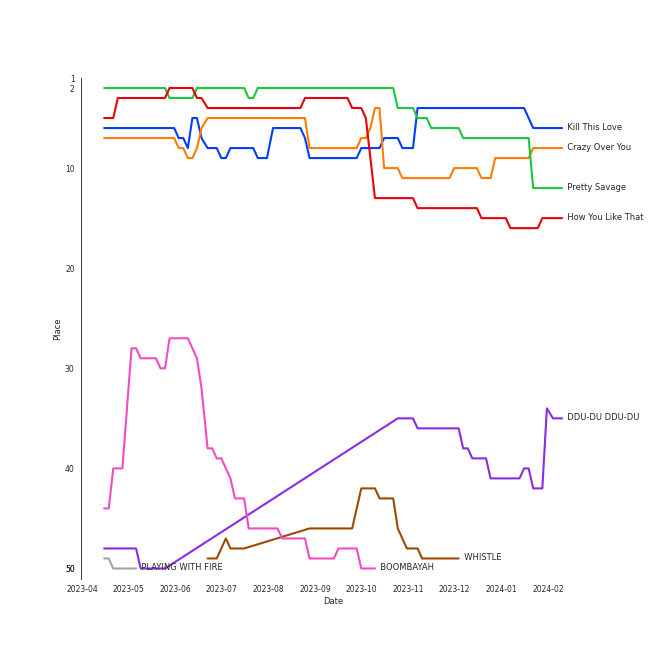 1
2
Kill This Love
Crazy Over You
10
Pretty Savage
How You Like That
20
Place
30
DDU-DU DDU-DU
40
WHISTLE
50
PLAYING WITH FIRE
BOOMBAYAH
2023-04 2023-05 2023-06 2023-07 2023-08 2023-09 2023-10 2023-11 2023-12 2024-01 2024-02
Date